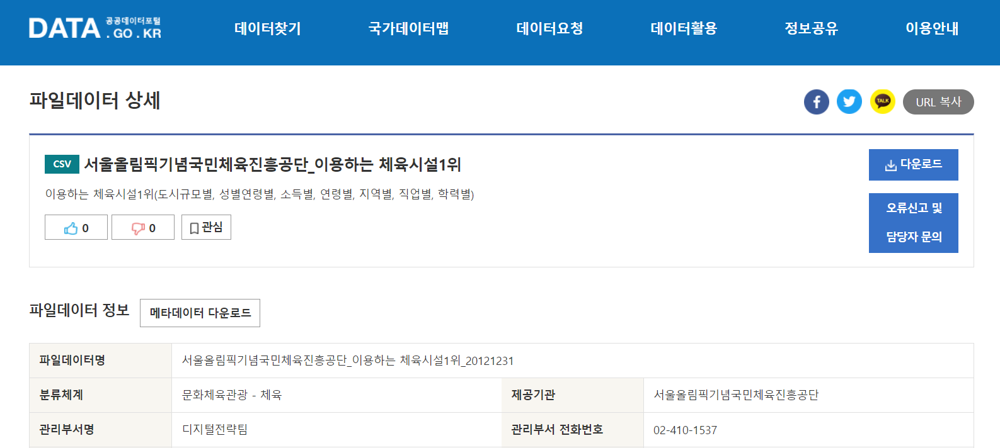 DATA 공공데이터포털 .GO.KR
데이터찾기 국가데이터맵 데이터요청 데이터활용 정보공유 이용안내
파일데이터 상세
TALK URL 복사
CSV 서울올림픽기념국민체육진흥공단_이용하는 체육시설1위
다운로드
이용하는 체육시설1위(도시규모별, 성별연령별, 소득별, 연령별, 지역별, 직업별, 학력별)
오류신고 및
담당자 문의
0 0 관심
파일데이터 정보 메타데이터 다운로드
파일데이터명 서울올림픽기념국민체육진흥공단_이용하는 체육시설1위_20121231
분류체계 문화체육관광 - 체육 제공기관 서울올림픽기념국민체육진흥공단
관리부서명 디지털전략팀 관리부서 전화번호 02-410-1537